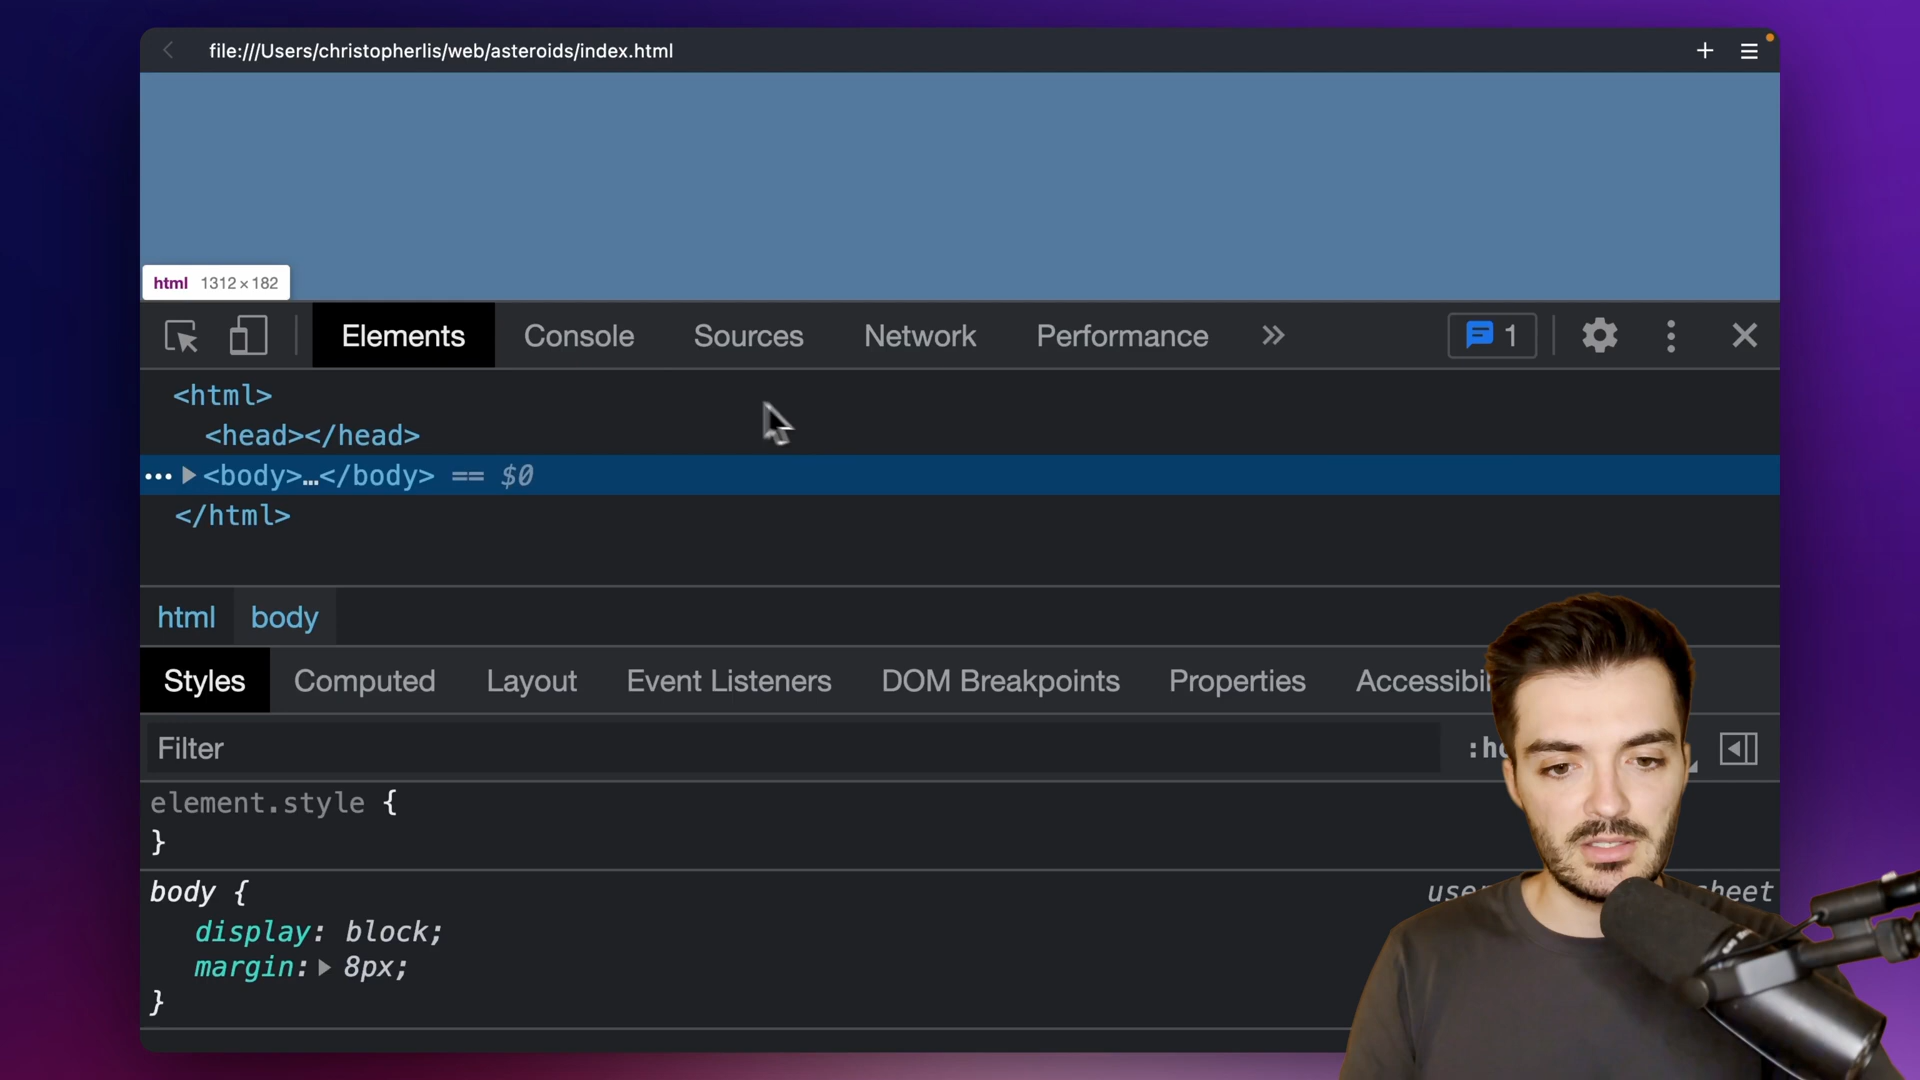 file:///Users/christopherlis/web/asteroids/index.html
html 1312 × 182
Elements Console Sources Network Performance 1
<html>
<head></head>
<body>…</body> == $0
</html>
html body
Styles Computed Layout Event Listeners DOM Breakpoints Properties
Filter
element.style {
}
body {
display: block;
margin: 8px;
}